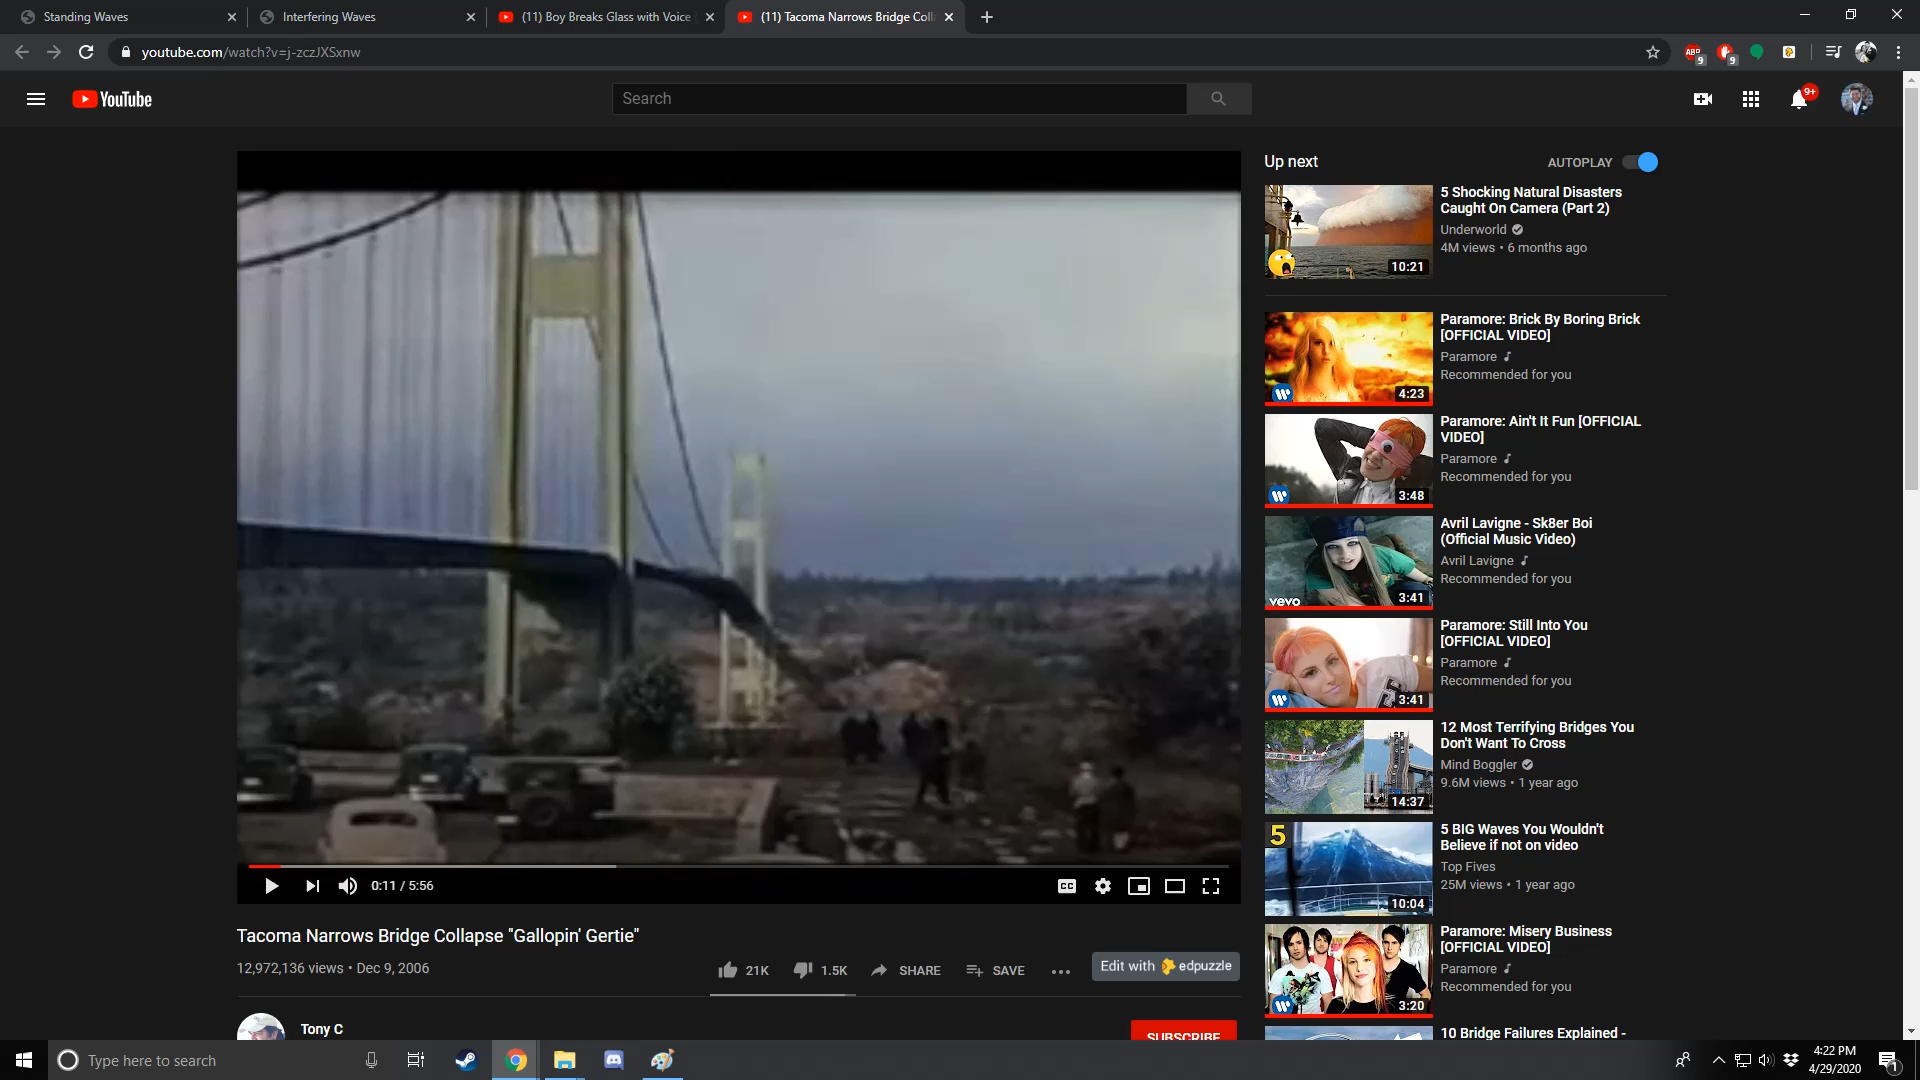 Standing Waves
Interfering Waves
(11) Boy Breaks Glass with Voice
(11) Tacoma Narrows Bridge Coll
youtube.com/watch?v=j-zczJXSxnw
ABP
9
9
YouTube
Search
9+
Up next
AUTOPLAY
5 Shocking Natural Disasters
Caught On Camera (Part 2)
Underworld
4M views • 6 months ago
10:21
Paramore: Brick By Boring Brick
[OFFICIAL VIDEO]
Paramore
Recommended for you
4:23
Paramore: Ain't It Fun [OFFICIAL
VIDEO]
Paramore
Recommended for you
3:48
Avril Lavigne - Sk8er Boi
(Official Music Video)
Avril Lavigne
Recommended for you
vevo
3:41
Paramore: Still Into You
[OFFICIAL VIDEO]
Paramore
Recommended for you
3:41
12 Most Terrifying Bridges You
Don't Want To Cross
Mind Boggler
9.6M views • 1 year ago
14:37
5
5 BIG Waves You Wouldn't
Believe if not on video
Top Fives
25M views • 1 year ago
10:04
Paramore: Misery Business
[OFFICIAL VIDEO]
Paramore
Recommended for you
3:20
10 Bridge Failures Explained -
0:11 / 5:56
CC
Tacoma Narrows Bridge Collapse "Gallopin' Gertie"
12,972,136 views • Dec 9, 2006
21K
1.5K
SHARE
SAVE
Edit with edpuzzle
Tony C
SUBSCRIBE
Type here to search
4:22 PM
4/29/2020
1